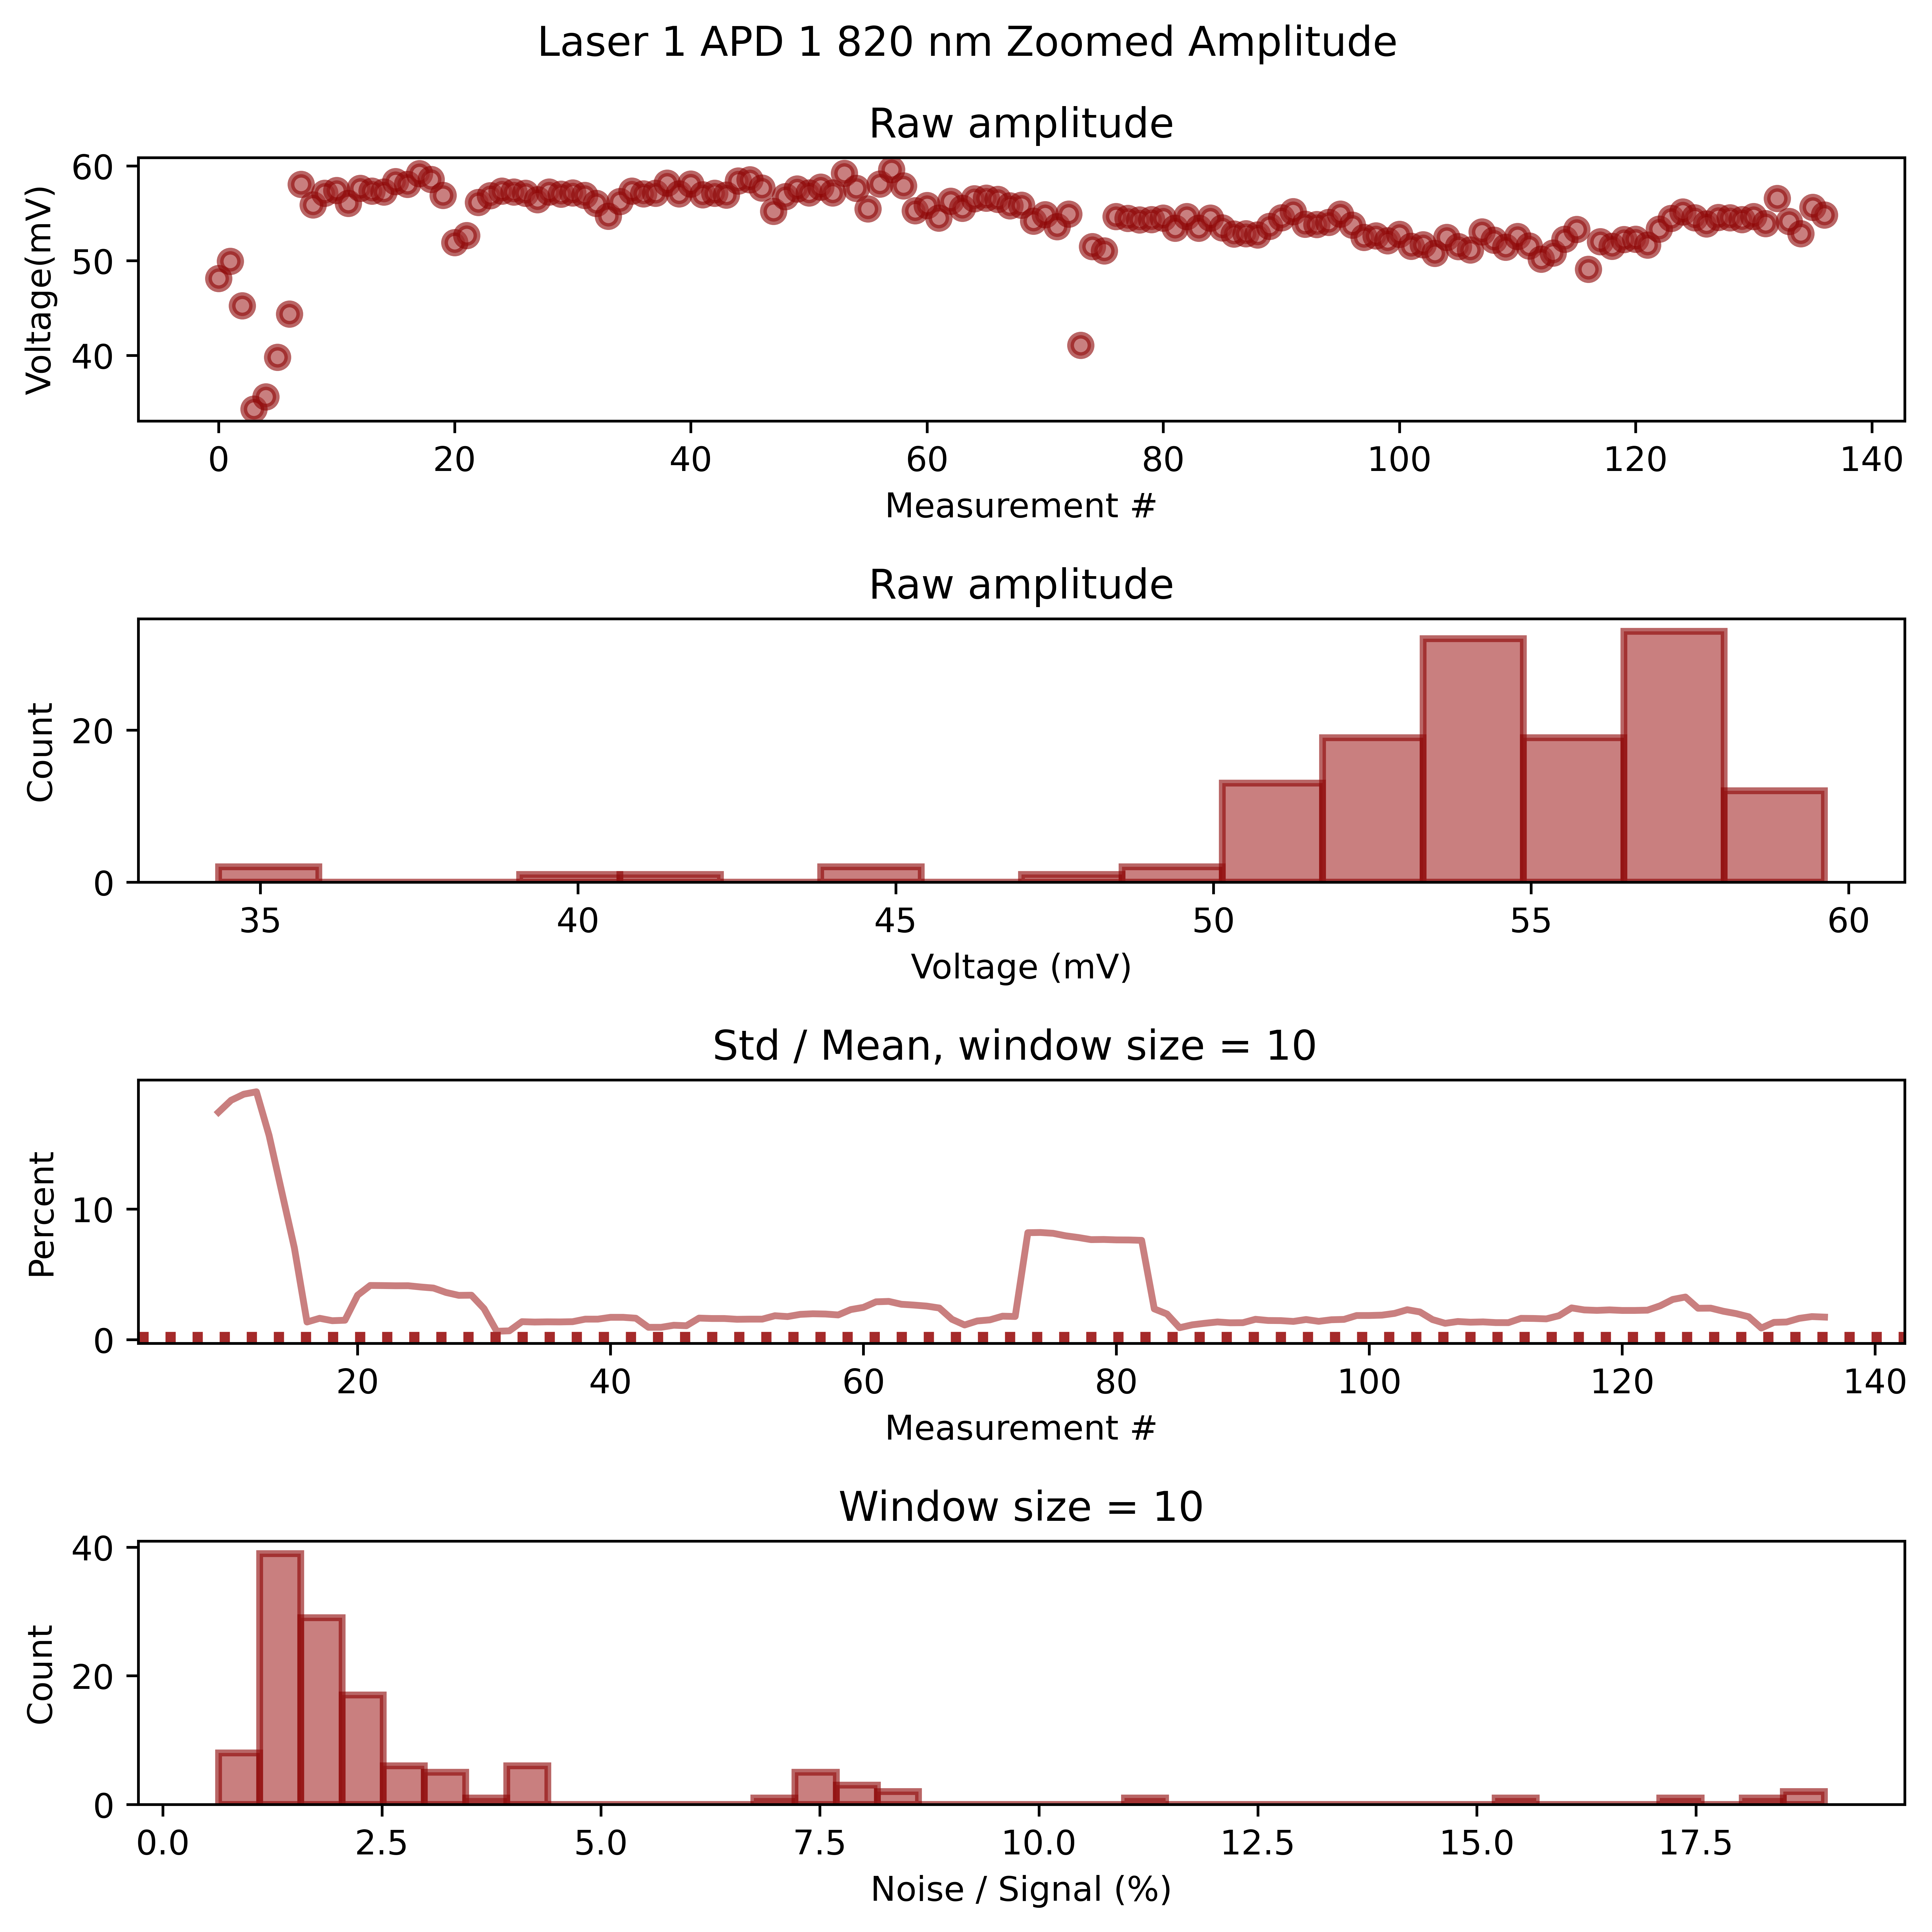 Laser 1 APD 1 820 nm Zoomed Amplitude
Raw amplitude
Voltage(mV)
60
50
40
0 20 40 60 80 100 120 140
Measurement #
Raw amplitude
Count
20
0
35 40 45 50 55 60
Voltage (mV)
Std / Mean, window size = 10
Percent
10
0
20 40 60 80 100 120 140
Measurement #
Window size = 10
Count
40
20
0
0.0 2.5 5.0 7.5 10.0 12.5 15.0 17.5
Noise / Signal (%)